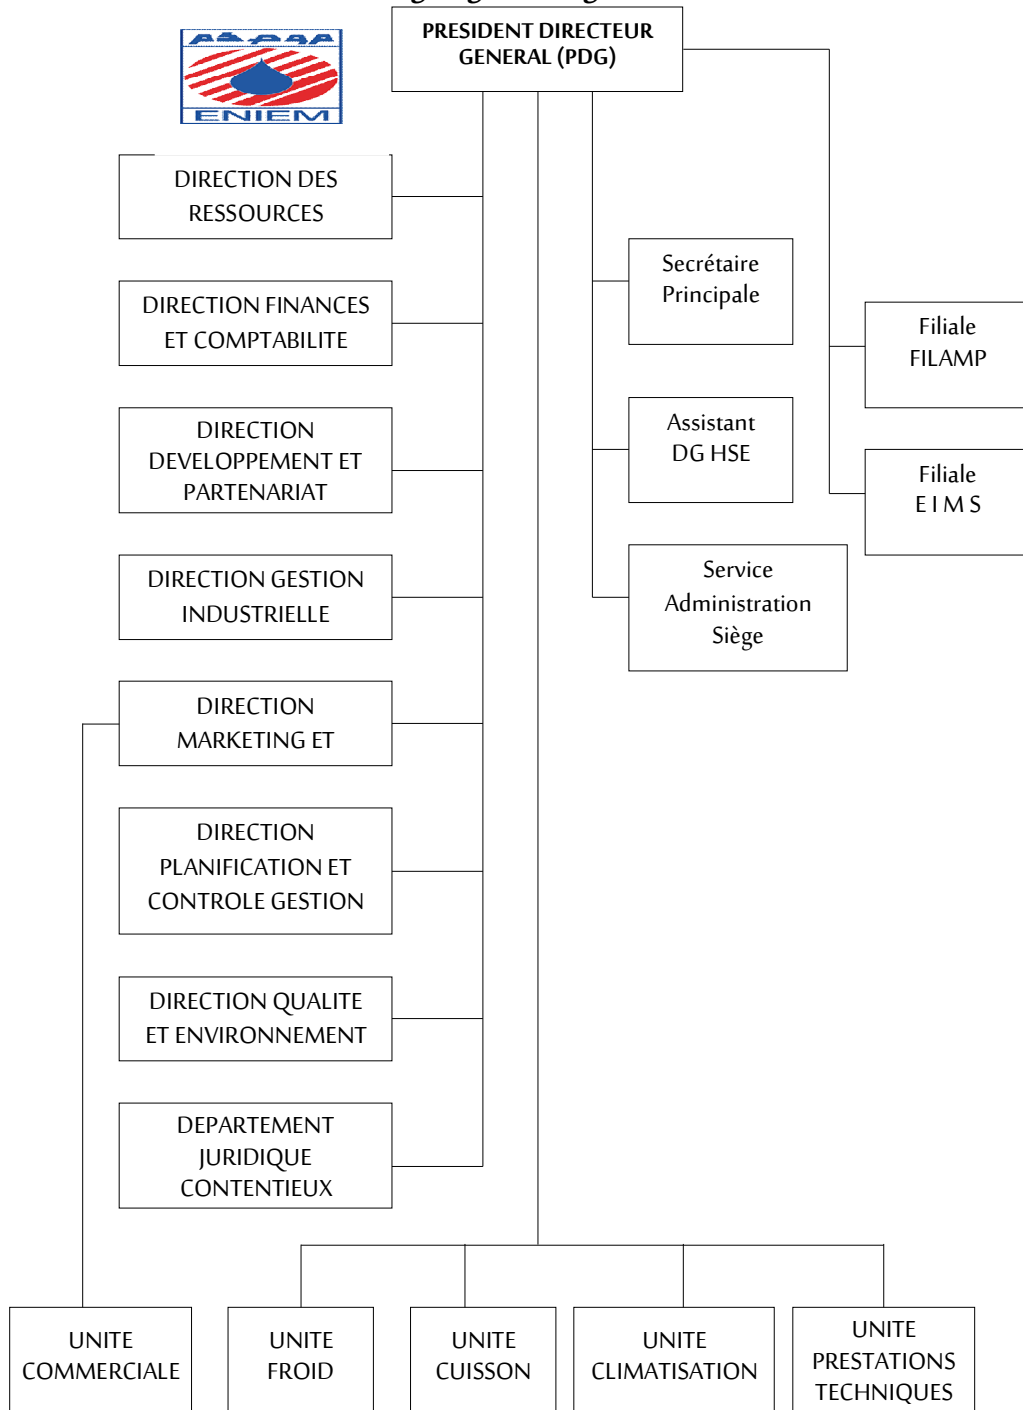 PRESIDENT DIRECTEUR
GENERAL (PDG)
ENIEM
DIRECTION DES
RESSOURCES
DIRECTION FINANCES
ET COMPTABILITE
DIRECTION
DEVELOPPEMENT ET
PARTENARIAT
DIRECTION GESTION
INDUSTRIELLE
DIRECTION
MARKETING ET
DIRECTION
PLANIFICATION ET
CONTROLE GESTION
DIRECTION QUALITE
ET ENVIRONNEMENT
DEPARTEMENT
JURIDIQUE
CONTENTIEUX
Secrétaire
Principale
Assistant
DG HSE
Service
Administration
Siège
Filiale
FILAMP
Filiale
E I M S
UNITE
COMMERCIALE
UNITE
FROID
UNITE
CUISSON
UNITE
CLIMATISATION
UNITE
PRESTATIONS
TECHNIQUES